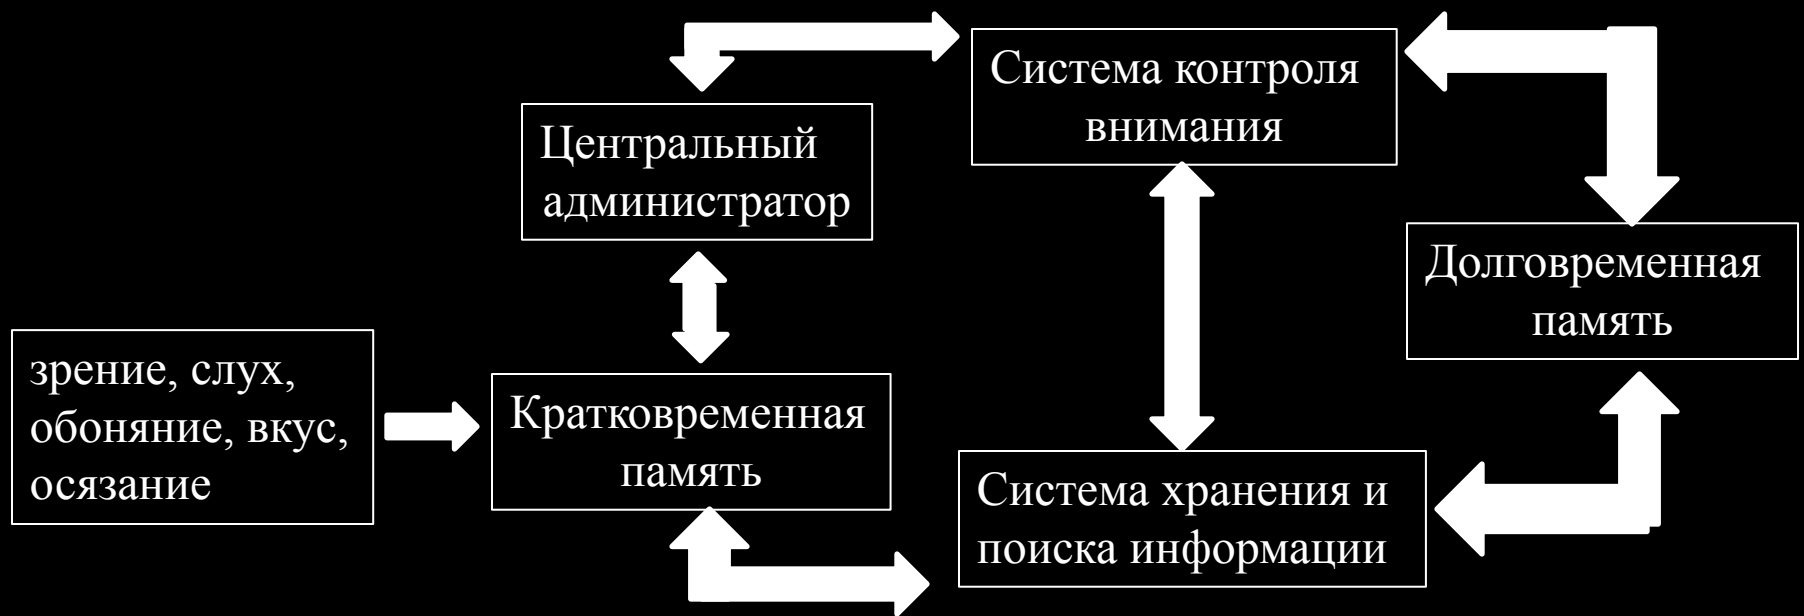 Система контроля
внимания
Центральный
администратор
Долговременная
память
зрение, слух,
обоняние, вкус,
осязание
Кратковременная
память
Система хранения и
поиска информации